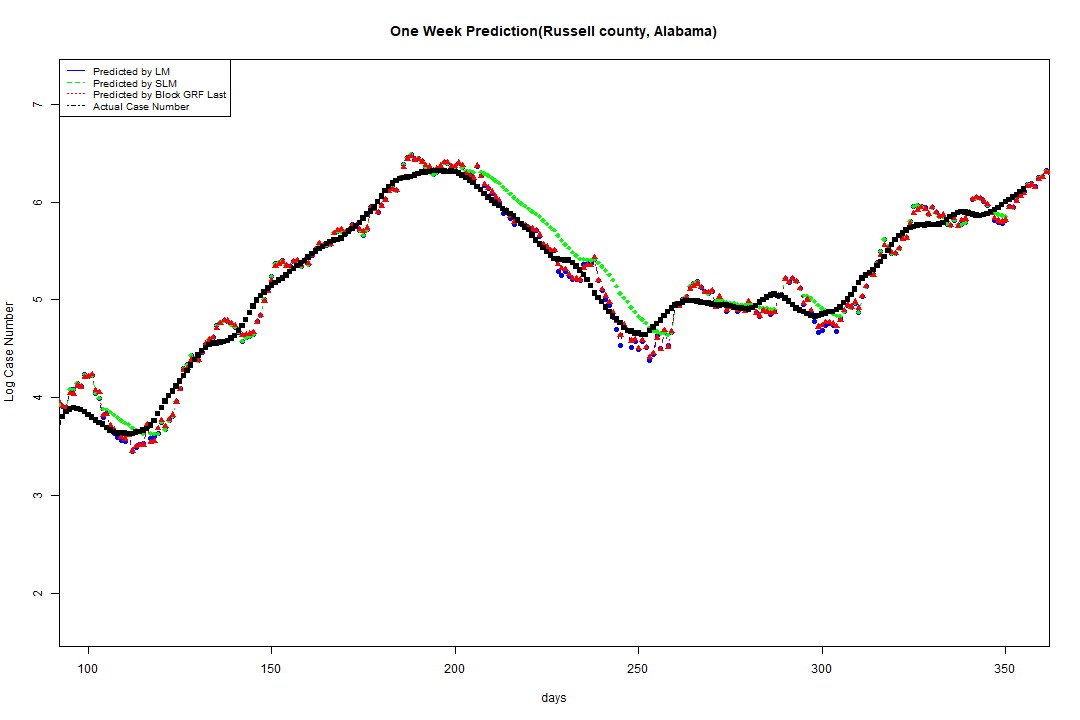 One Week Prediction(Russell county, Alabama)
Predicted by LM
Predicted by SLM
Predicted by Block GRF Last
Actual Case Number
7
6
5
4
3
2
Log Case Number
100 150 200 250 300 350
days